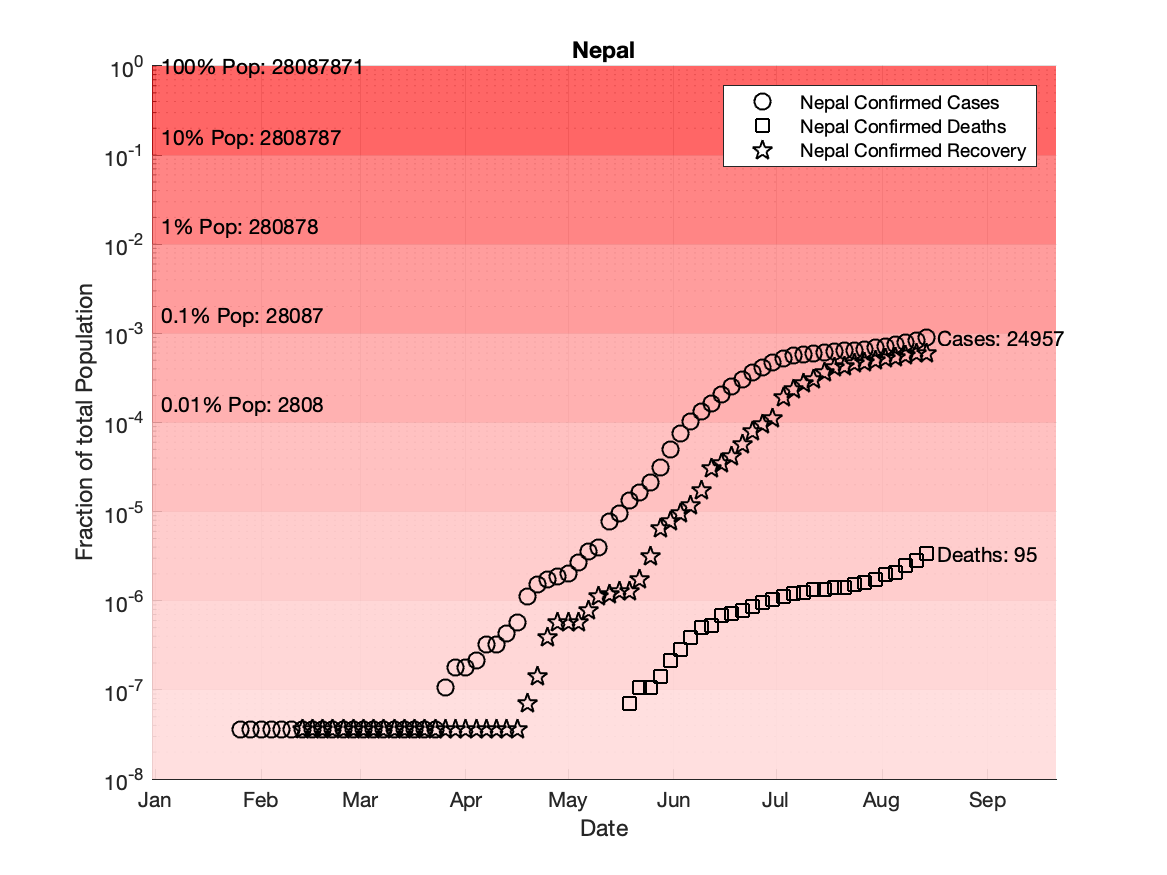 Nepal
10^0
100% Pop: 28087871
Nepal Confirmed Cases
Nepal Confirmed Deaths
Nepal Confirmed Recovery
10% Pop: 2808787
10^-1
1% Pop: 280878
10^-2
0.1% Pop: 28087
10^-3
Cases: 24957
0.01% Pop: 2808
10^-4
10^-5
Deaths: 95
10^-6
10^-7
10^-8
Fraction of total Population
Jan Feb Mar Apr May Jun Jul Aug Sep
Date